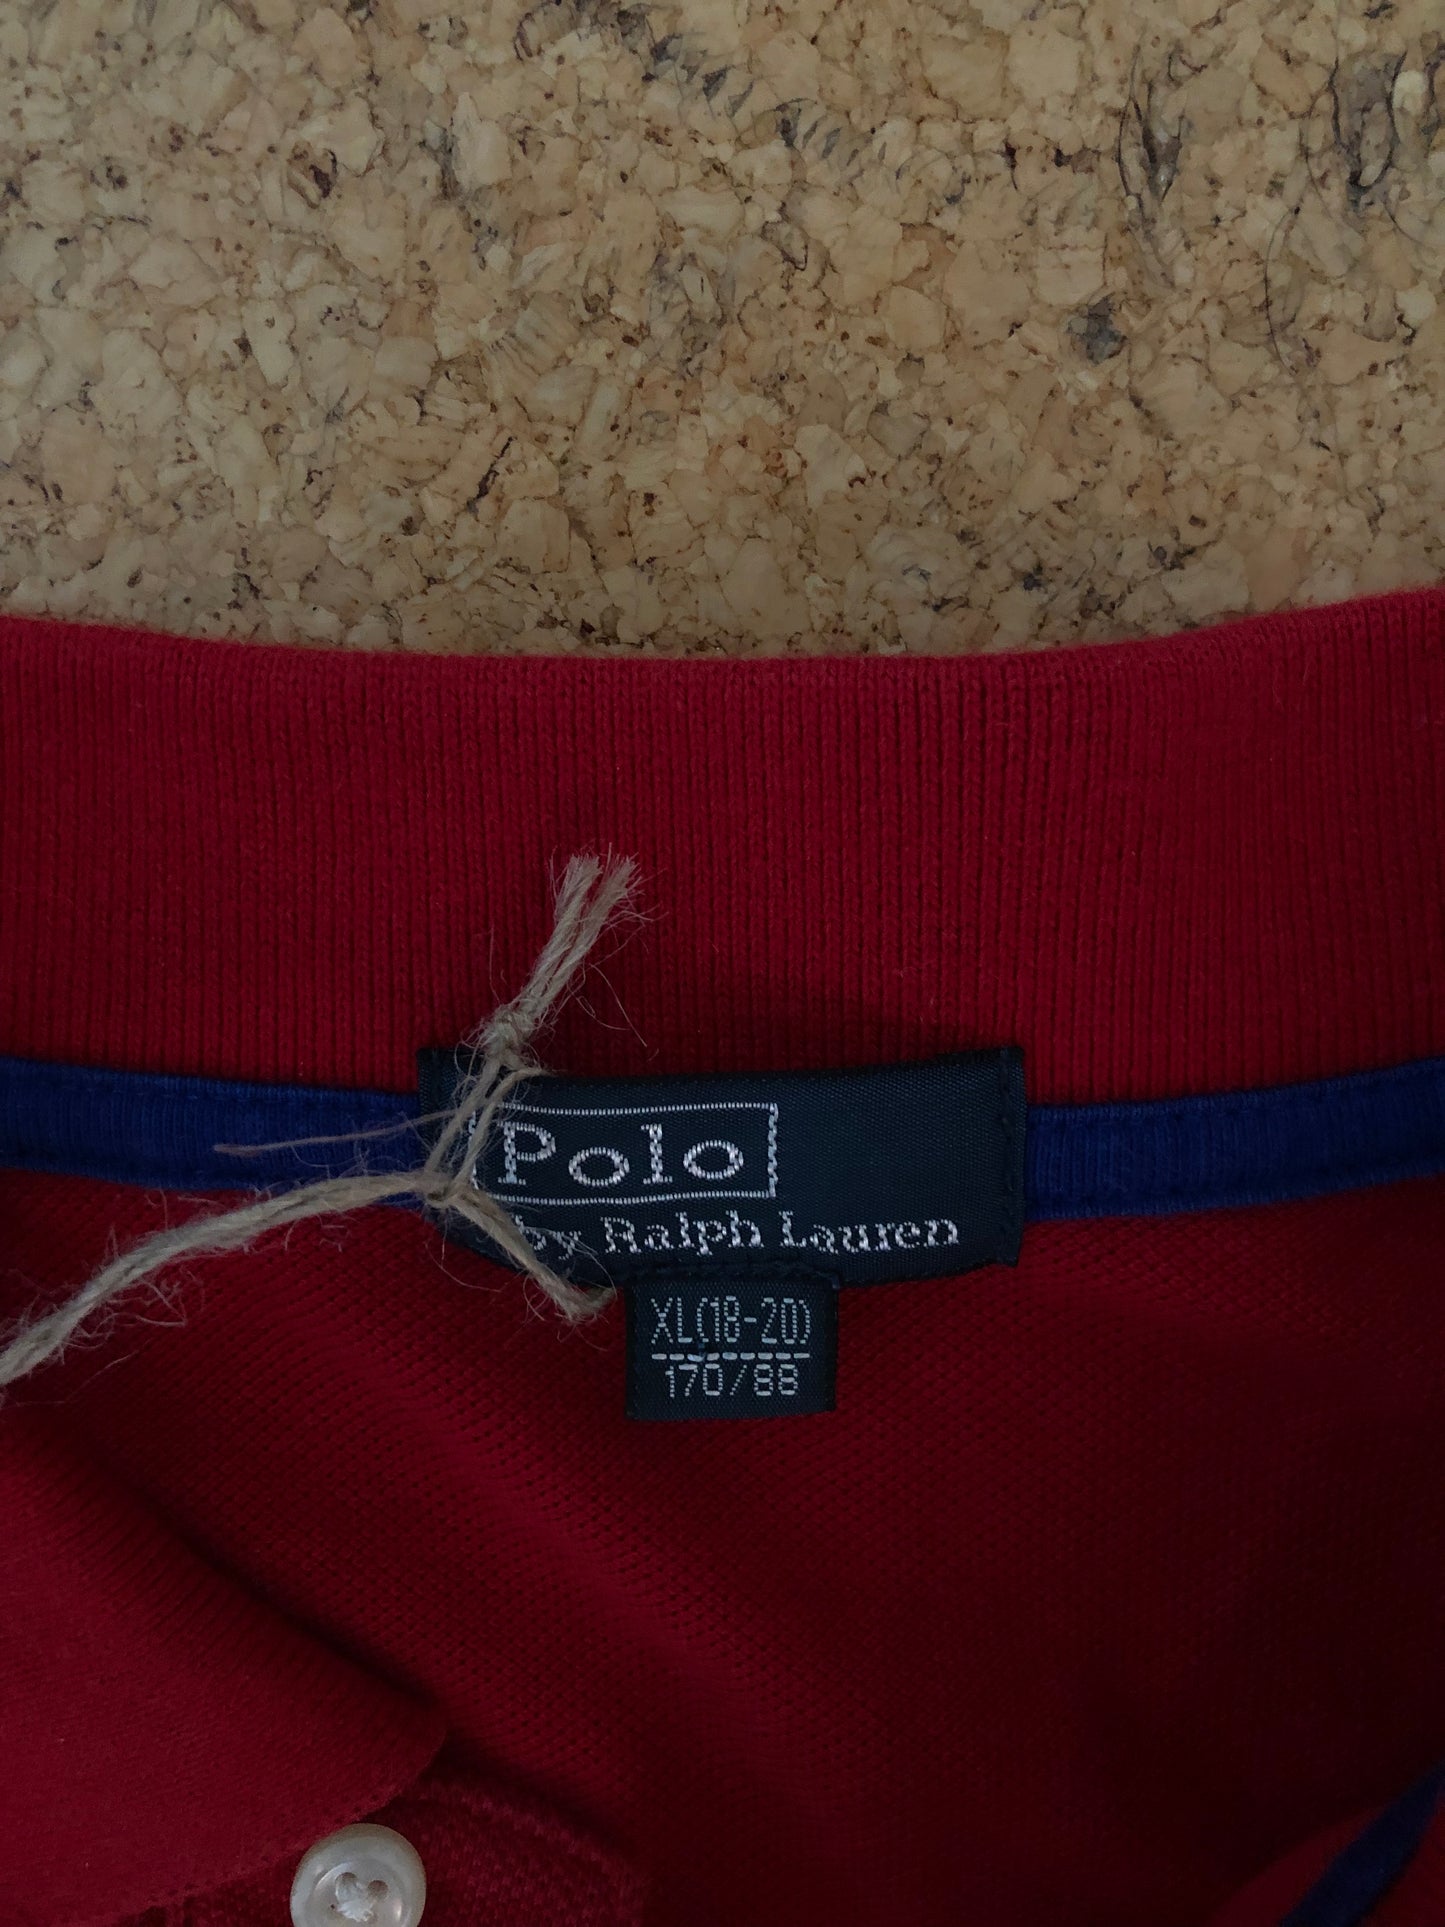 Polo
by Ralph Lauren
XL(18-20)
170/88